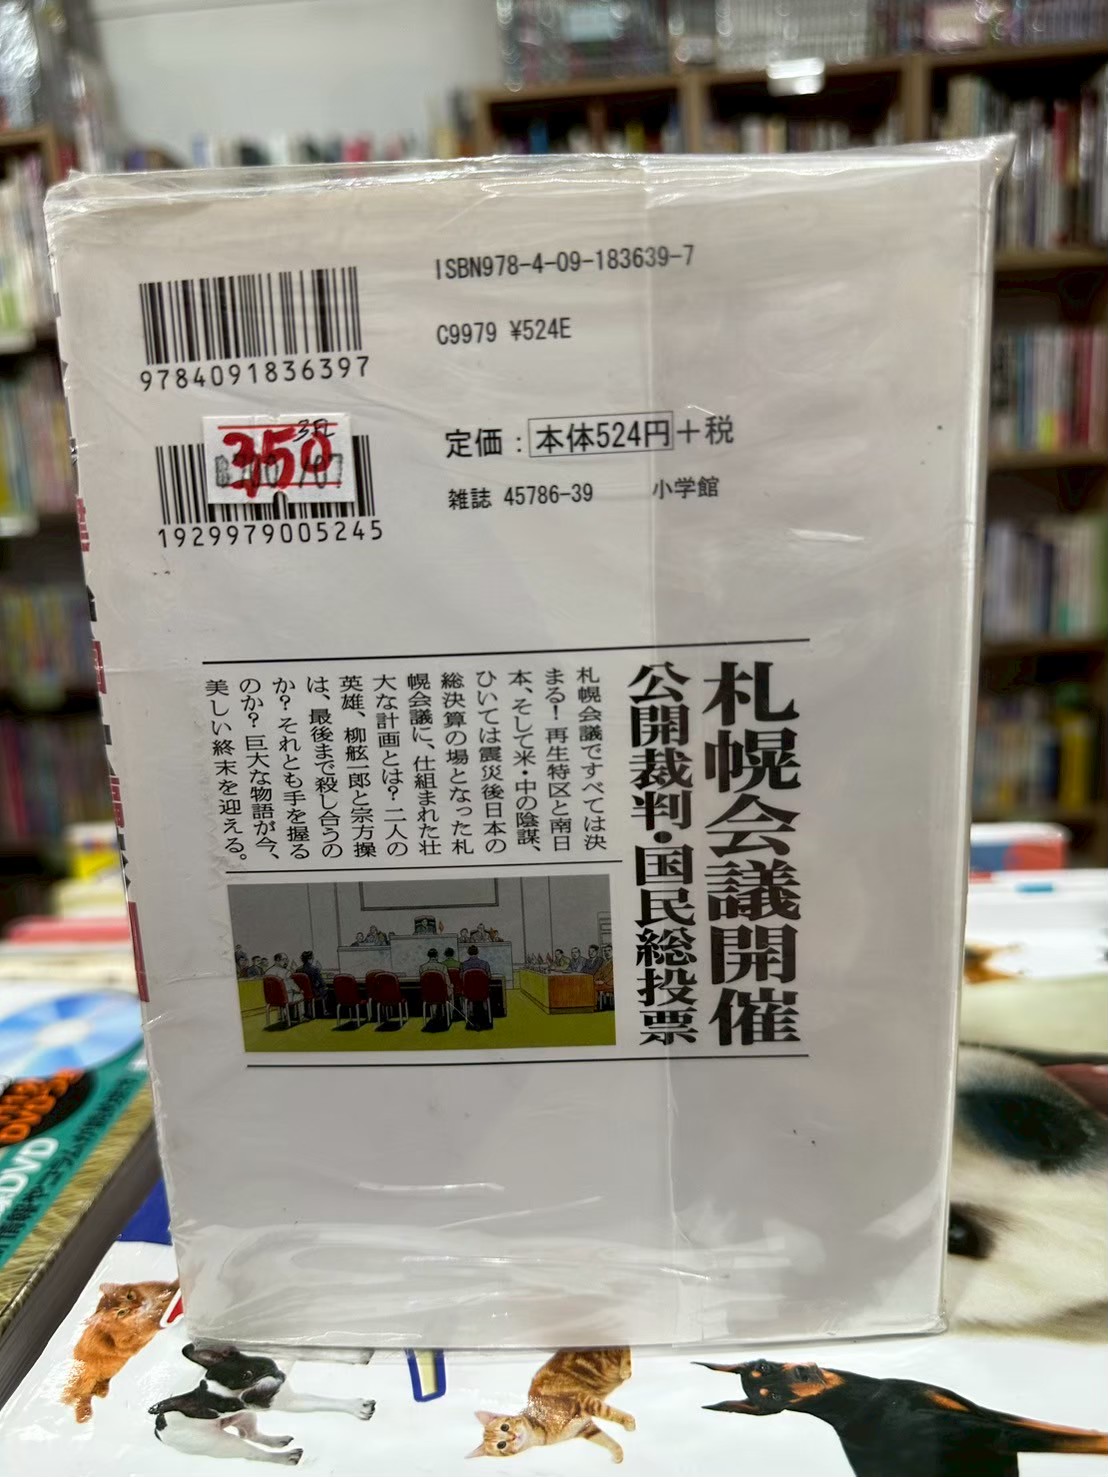 ISBN978-4-09-183639-7
C9979 ¥524E
9784091836397
350
定価：本体524円＋税
雑誌 45786-39 小学館
1929979005245
札幌会議開催
公開裁判・国民総投票
札幌会議ですべては決
まる！再生特区と南日
本、そして米・中の陰謀、
ひいては震災後日本の
総決算の場となった札
幌会議に、仕組まれた壮
大な計画とは？二人の
英雄、柳舷一郎と宗方操
は、最後まで殺し合うの
か？それとも手を握る
のか？巨大な物語が今、
美しい終末を迎える。
DVD